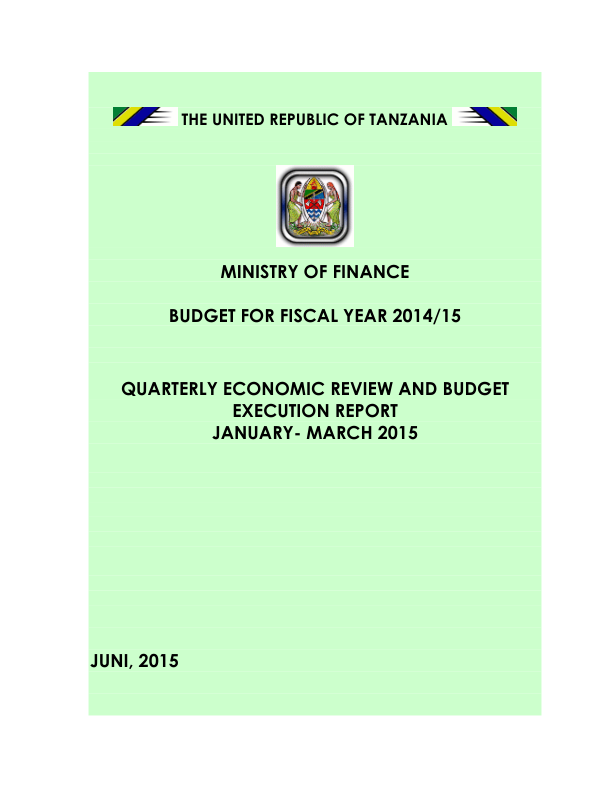 THE UNITED REPUBLIC OF TANZANIA
MINISTRY OF FINANCE
BUDGET FOR FISCAL YEAR 2014/15
QUARTERLY ECONOMIC REVIEW AND BUDGET
EXECUTION REPORT
JANUARY- MARCH 2015
JUNI, 2015